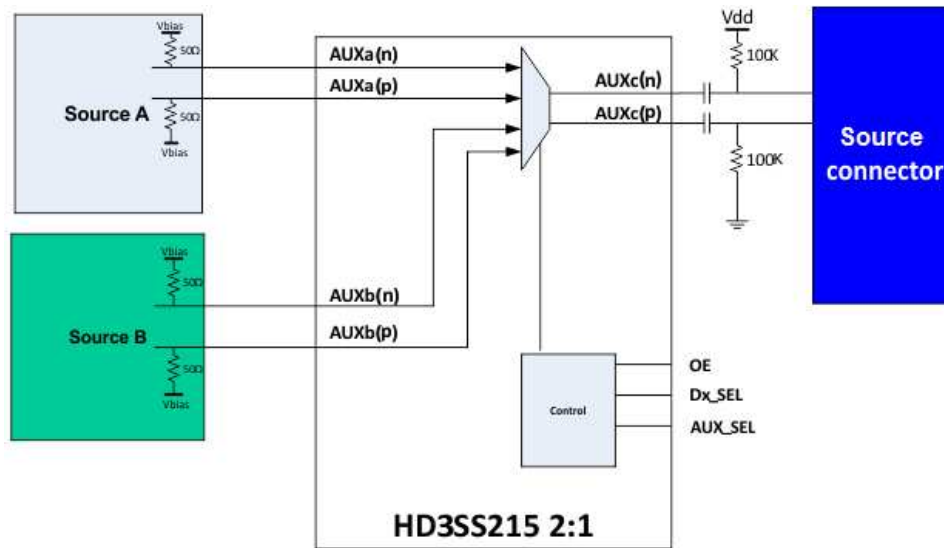 Vbias
50Ω
Source A
50Ω
Vbias
Vbias
50Ω
Source B
50Ω
Vbias
AUXa(n)
AUXa(p)
AUXb(n)
AUXb(p)
AUXc(n)
AUXc(p)
Vdd
100K
100K
Source
connector
Control
OE
Dx_SEL
AUX_SEL
HD3SS215 2:1